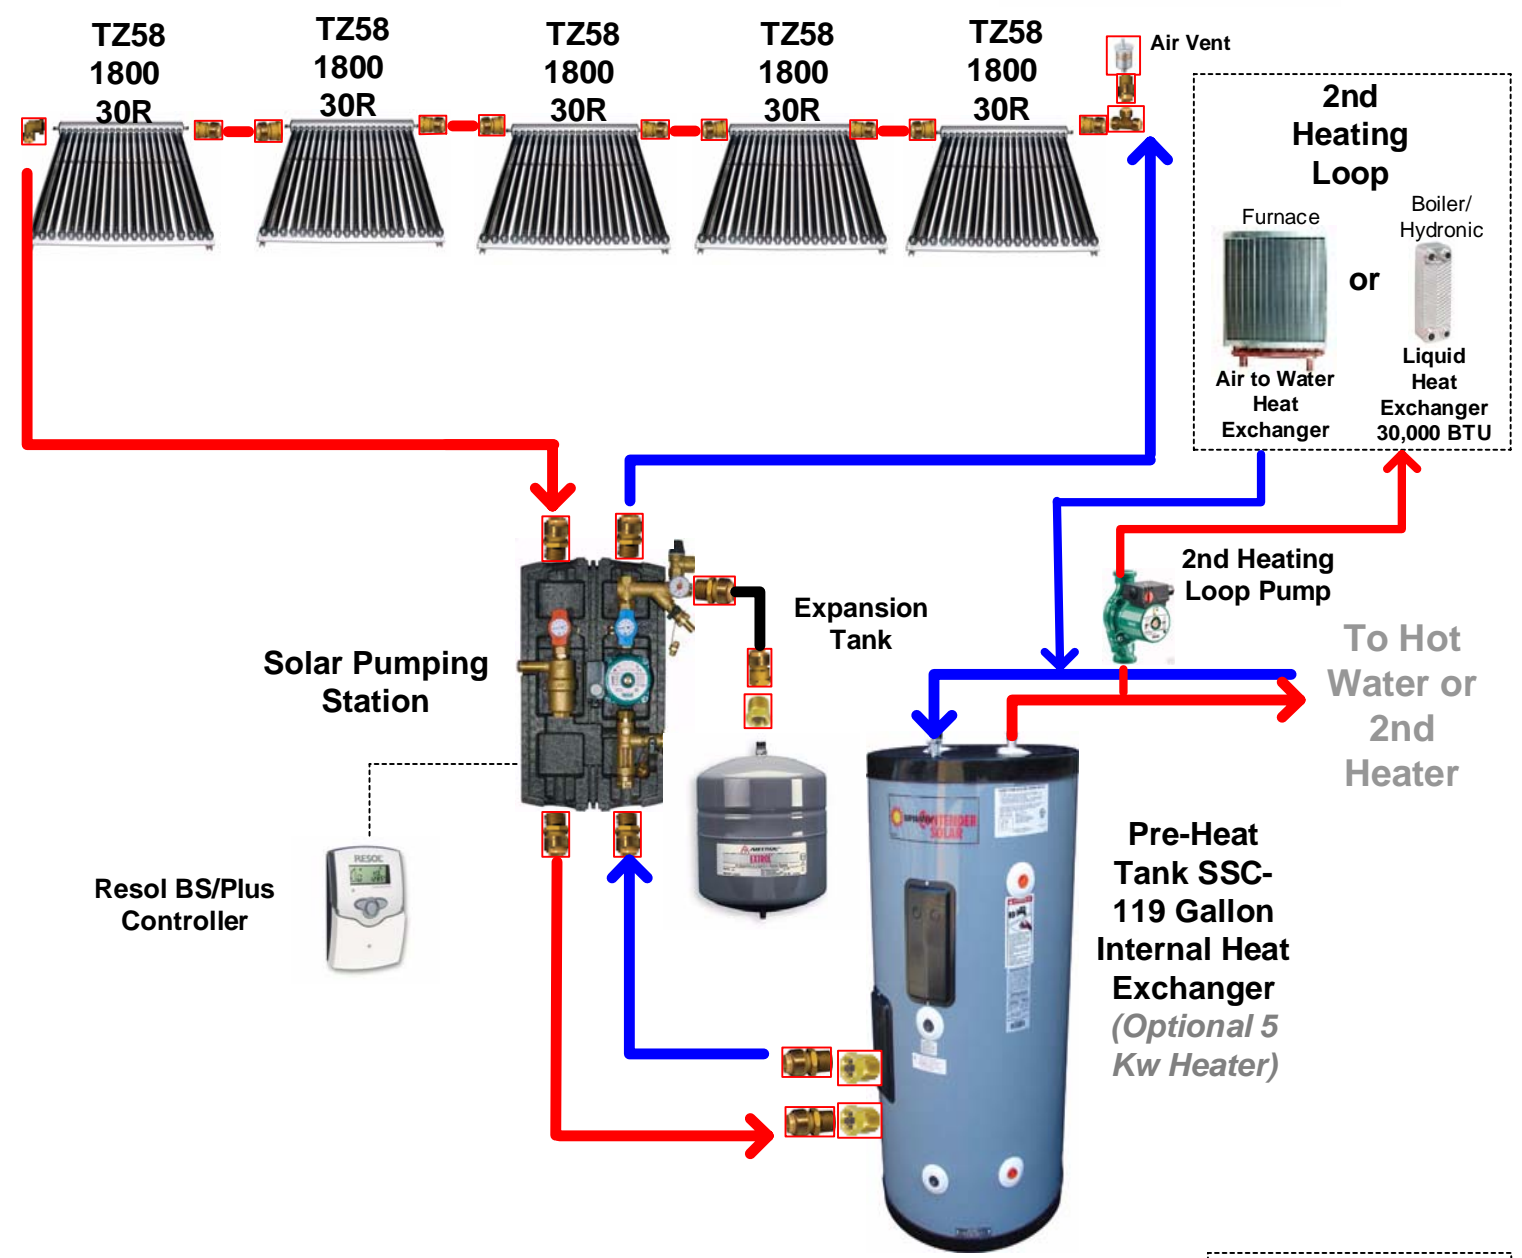 TZ58
1800
30R
TZ58
1800
30R
TZ58
1800
30R
TZ58
1800
30R
TZ58
1800
30R
Air Vent
2nd
Heating
Loop
Furnace
Boiler/
Hydronic
or
Air to Water
Heat
Exchanger
Liquid
Heat
Exchanger
30,000 BTU
2nd Heating
Loop Pump
To Hot
Water or
2nd
Heater
Expansion
Tank
Solar Pumping
Station
Resol BS/Plus
Controller
RESOL
EXTROL
SOLAR
Pre-Heat
Tank SSC-
119 Gallon
Internal Heat
Exchanger
(Optional 5
Kw Heater)